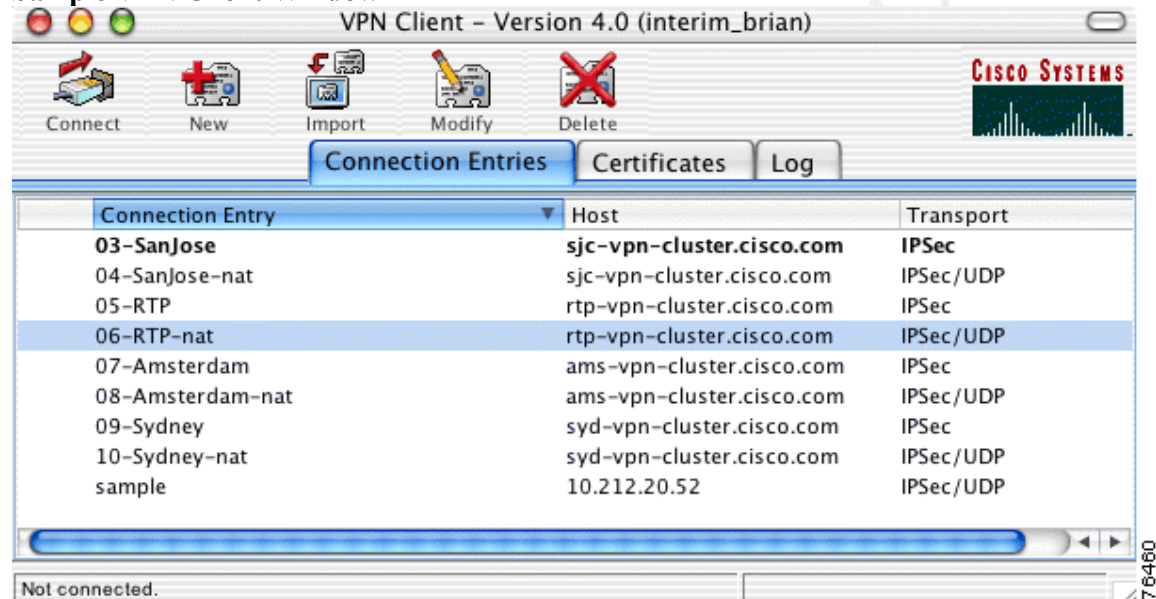 VPN Client – Version 4.0 (interim_brian)
Connect New Import Modify Delete
CISCO SYSTEMS
Connection Entries Certificates Log
Connection Entry Host Transport
03-SanJose sjc-vpn-cluster.cisco.com IPSec
04-SanJose-nat sjc-vpn-cluster.cisco.com IPSec/UDP
05-RTP rtp-vpn-cluster.cisco.com IPSec
06-RTP-nat rtp-vpn-cluster.cisco.com IPSec/UDP
07-Amsterdam ams-vpn-cluster.cisco.com IPSec
08-Amsterdam-nat ams-vpn-cluster.cisco.com IPSec/UDP
09-Sydney syd-vpn-cluster.cisco.com IPSec
10-Sydney-nat syd-vpn-cluster.cisco.com IPSec/UDP
sample 10.212.20.52 IPSec/UDP
Not connected.
76460